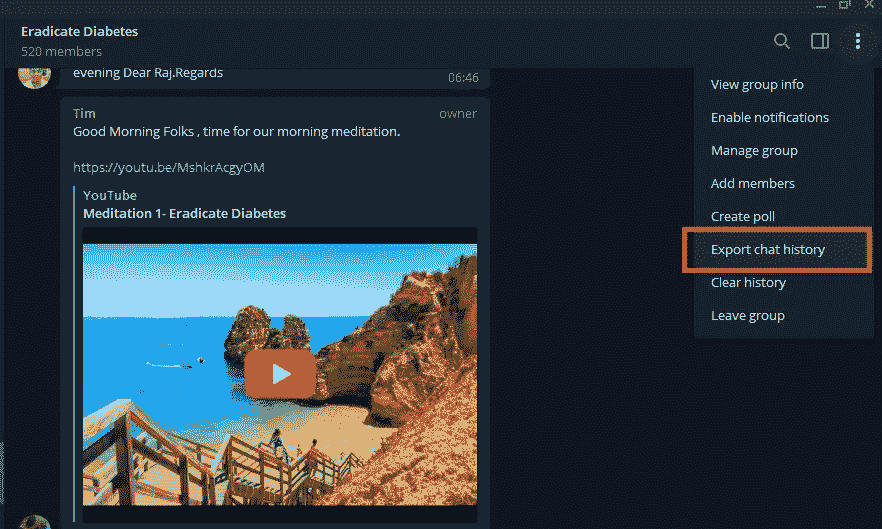 Eradicate Diabetes
520 members
evening Dear Raj.Regards
06:46
Tim
owner
Good Morning Folks , time for our morning meditation.
https://youtu.be/MshkrAcgyOM
YouTube
Meditation 1- Eradicate Diabetes
View group info
Enable notifications
Manage group
Add members
Create poll
Export chat history
Clear history
Leave group